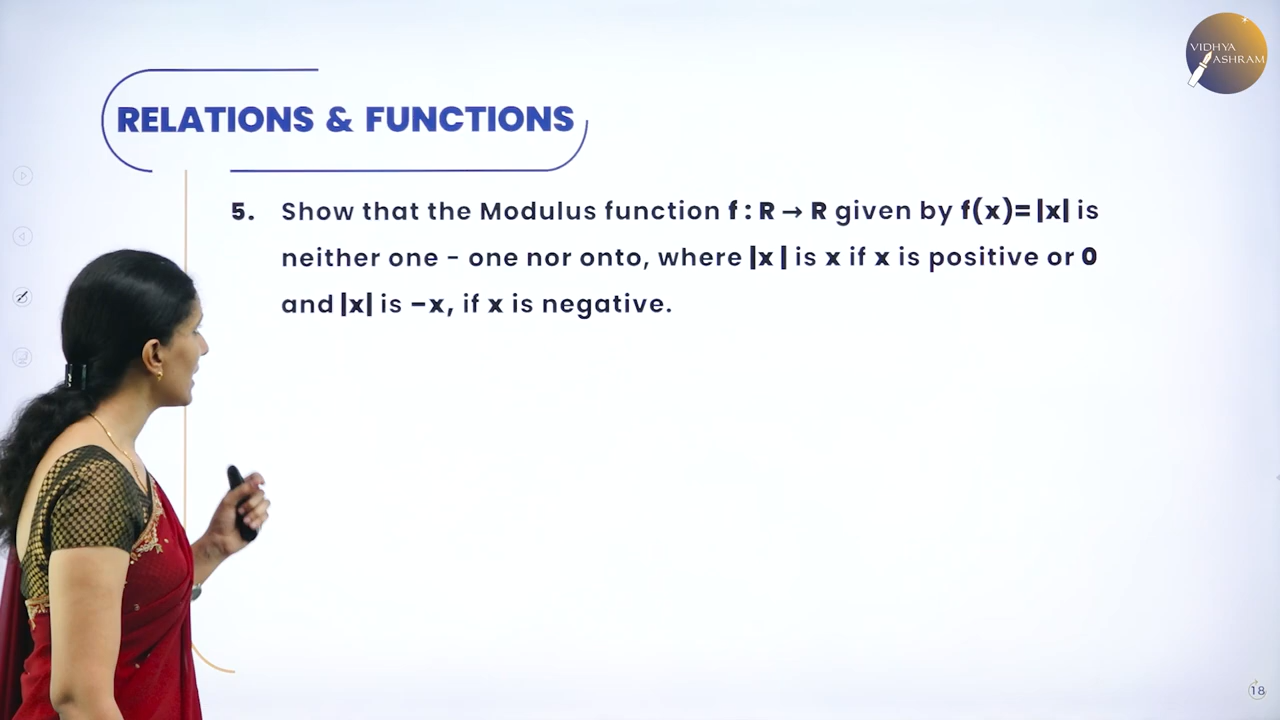 VIDHYA
ASHRAM
RELATIONS & FUNCTIONS
5. Show that the Modulus function f : R → R given by f(x)=|x| is
neither one - one nor onto, where |x | is x if x is positive or 0
and |x| is –x, if x is negative.
18